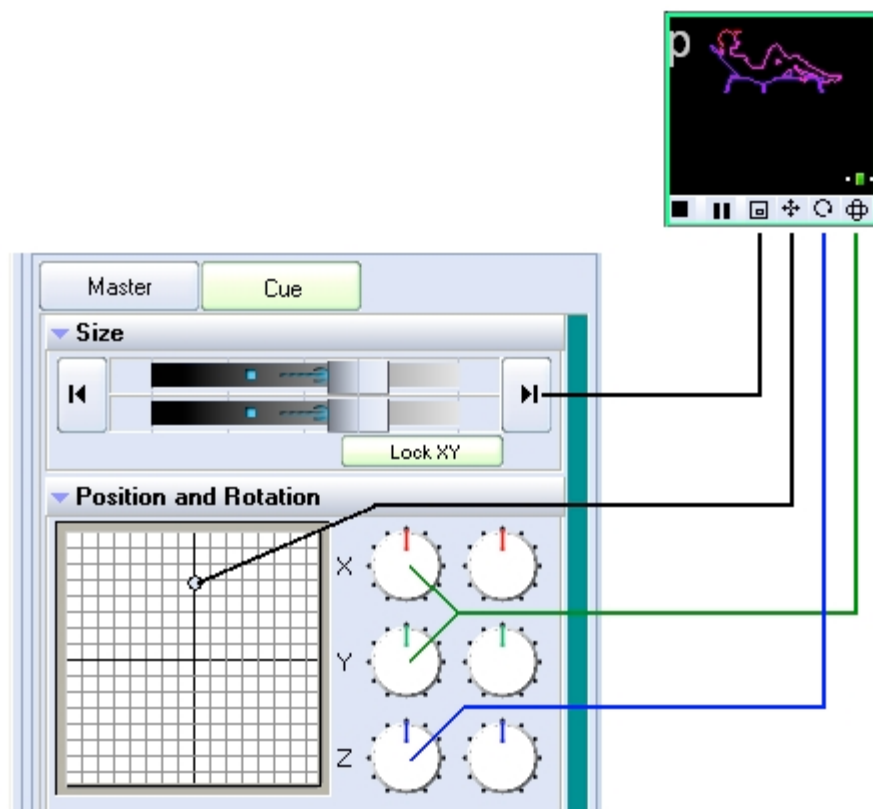 p
Master Cue
Size
Lock XY
Position and Rotation
X
Y
Z